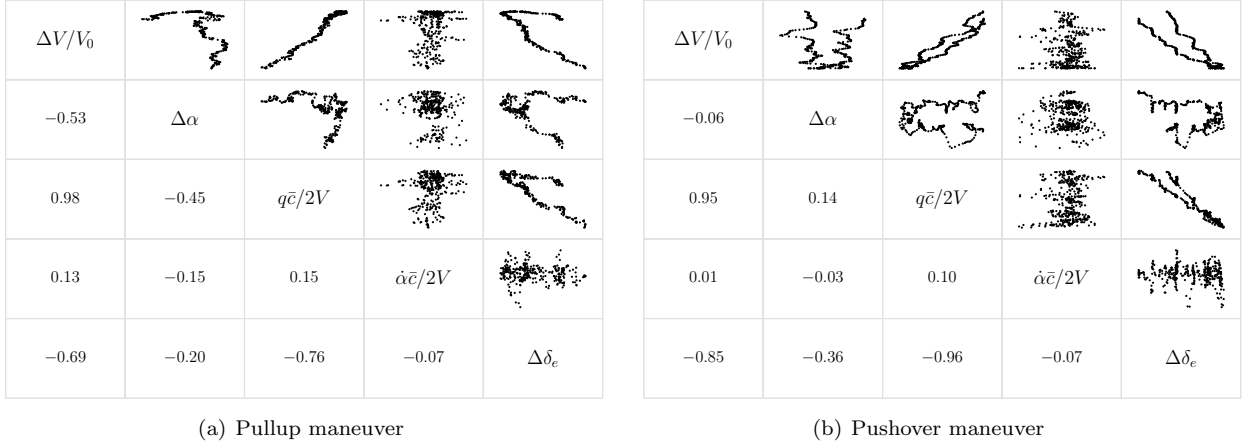 ΔV/V₀
−0.53 Δα
0.98 −0.45 qc̄/2V
0.13 −0.15 0.15 α̇c̄/2V
−0.69 −0.20 −0.76 −0.07 Δδₑ
(a) Pullup maneuver
ΔV/V₀
−0.06 Δα
0.95 0.14 qc̄/2V
0.01 −0.03 0.10 α̇c̄/2V
−0.85 −0.36 −0.96 −0.07 Δδₑ
(b) Pushover maneuver